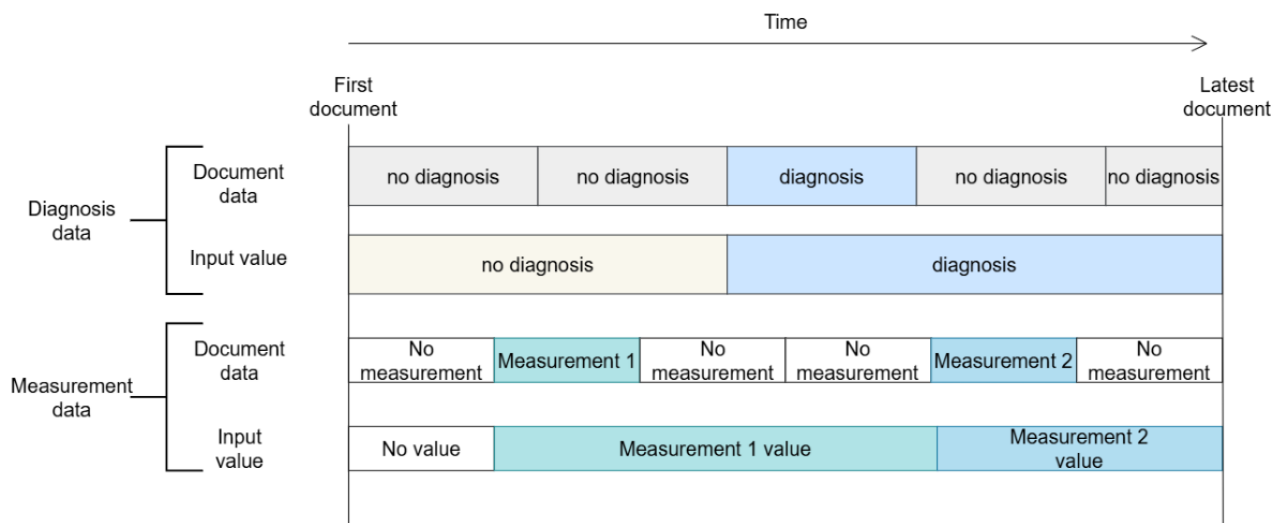 Time
First
document
Latest
document
Diagnosis
data
Document
data
no diagnosis
no diagnosis
diagnosis
no diagnosis
no diagnosis
Input value
no diagnosis
diagnosis
Measurement
data
Document
data
No
measurement
Measurement 1
No
measurement
No
measurement
Measurement 2
No
measurement
Input
value
No value
Measurement 1 value
Measurement 2
value